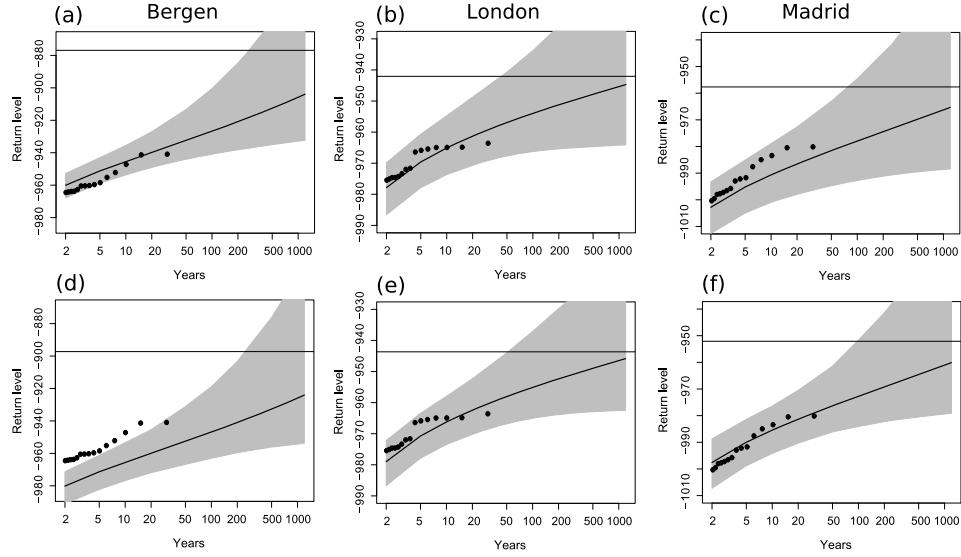 (a) Bergen
Return level
−980 −960 −940 −920 −900 −880
2 5 10 20 50 100 200 500 1000
Years
(b) London
Return level
−990 −980 −970 −960 −950 −940 −930
2 5 10 20 50 100 200 500 1000
Years
(c) Madrid
Return level
−1010 −990 −970 −950
2 5 10 20 50 100 200 500 1000
Years
(d)
Return level
−980 −960 −940 −920 −900 −880
2 5 10 20 50 100 200 500 1000
Years
(e)
Return level
−990 −980 −970 −960 −950 −940 −930
2 5 10 20 50 100 200 500 1000
Years
(f)
Return level
−1010 −990 −970 −950
2 5 10 20 50 100 200 500 1000
Years